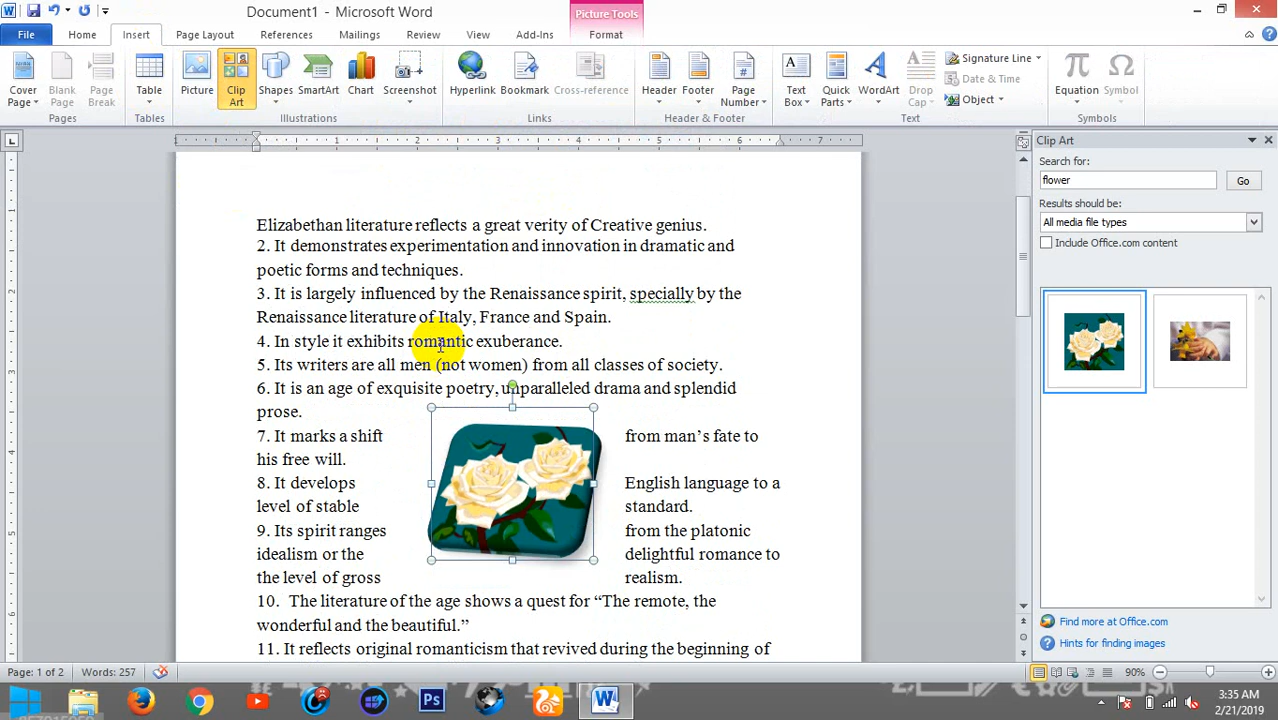 Document1 - Microsoft Word
Picture Tools
File Home Insert Page Layout References Mailings Review View Add-Ins Format
Cover Page
Blank Page
Page Break
Table
Picture
Clip Art
Shapes
SmartArt
Chart
Screenshot
Hyperlink
Bookmark
Cross-reference
Header
Footer
Page Number
Text Box
Quick Parts
WordArt
Drop Cap
Signature Line
Date & Time
Object
Equation
Symbol
Pages Tables Illustrations Links Header & Footer Text Symbols
Elizabethan literature reflects a great verity of Creative genius.
2. It demonstrates experimentation and innovation in dramatic and
poetic forms and techniques.
3. It is largely influenced by the Renaissance spirit, specially by the
Renaissance literature of Italy, France and Spain.
4. In style it exhibits romantic exuberance.
5. Its writers are all men (not women) from all classes of society.
6. It is an age of exquisite poetry, unparalleled drama and splendid
prose.
7. It marks a shift from man's fate to
his free will.
8. It develops English language to a
level of stable standard.
9. Its spirit ranges from the platonic
idealism or the delightful romance to
the level of gross realism.
10. The literature of the age shows a quest for “The remote, the
wonderful and the beautiful.”
11. It reflects original romanticism that revived during the beginning of
Clip Art
Search for:
flower
Go
Results should be:
All media file types
Include Office.com content
Find more at Office.com
Hints for finding images
Page: 1 of 2 Words: 257 90%
3:35 AM
2/21/2019